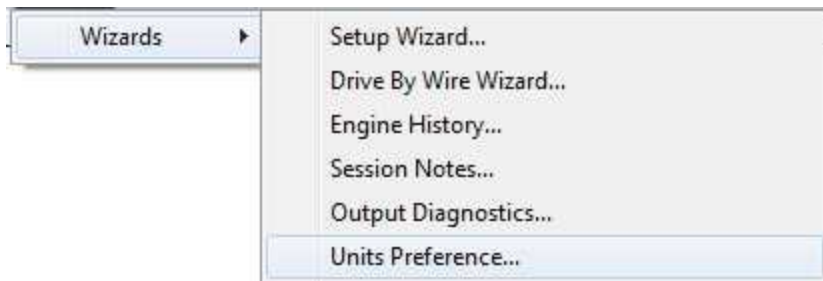 Wizards
Setup Wizard...
Drive By Wire Wizard...
Engine History...
Session Notes...
Output Diagnostics...
Units Preference...